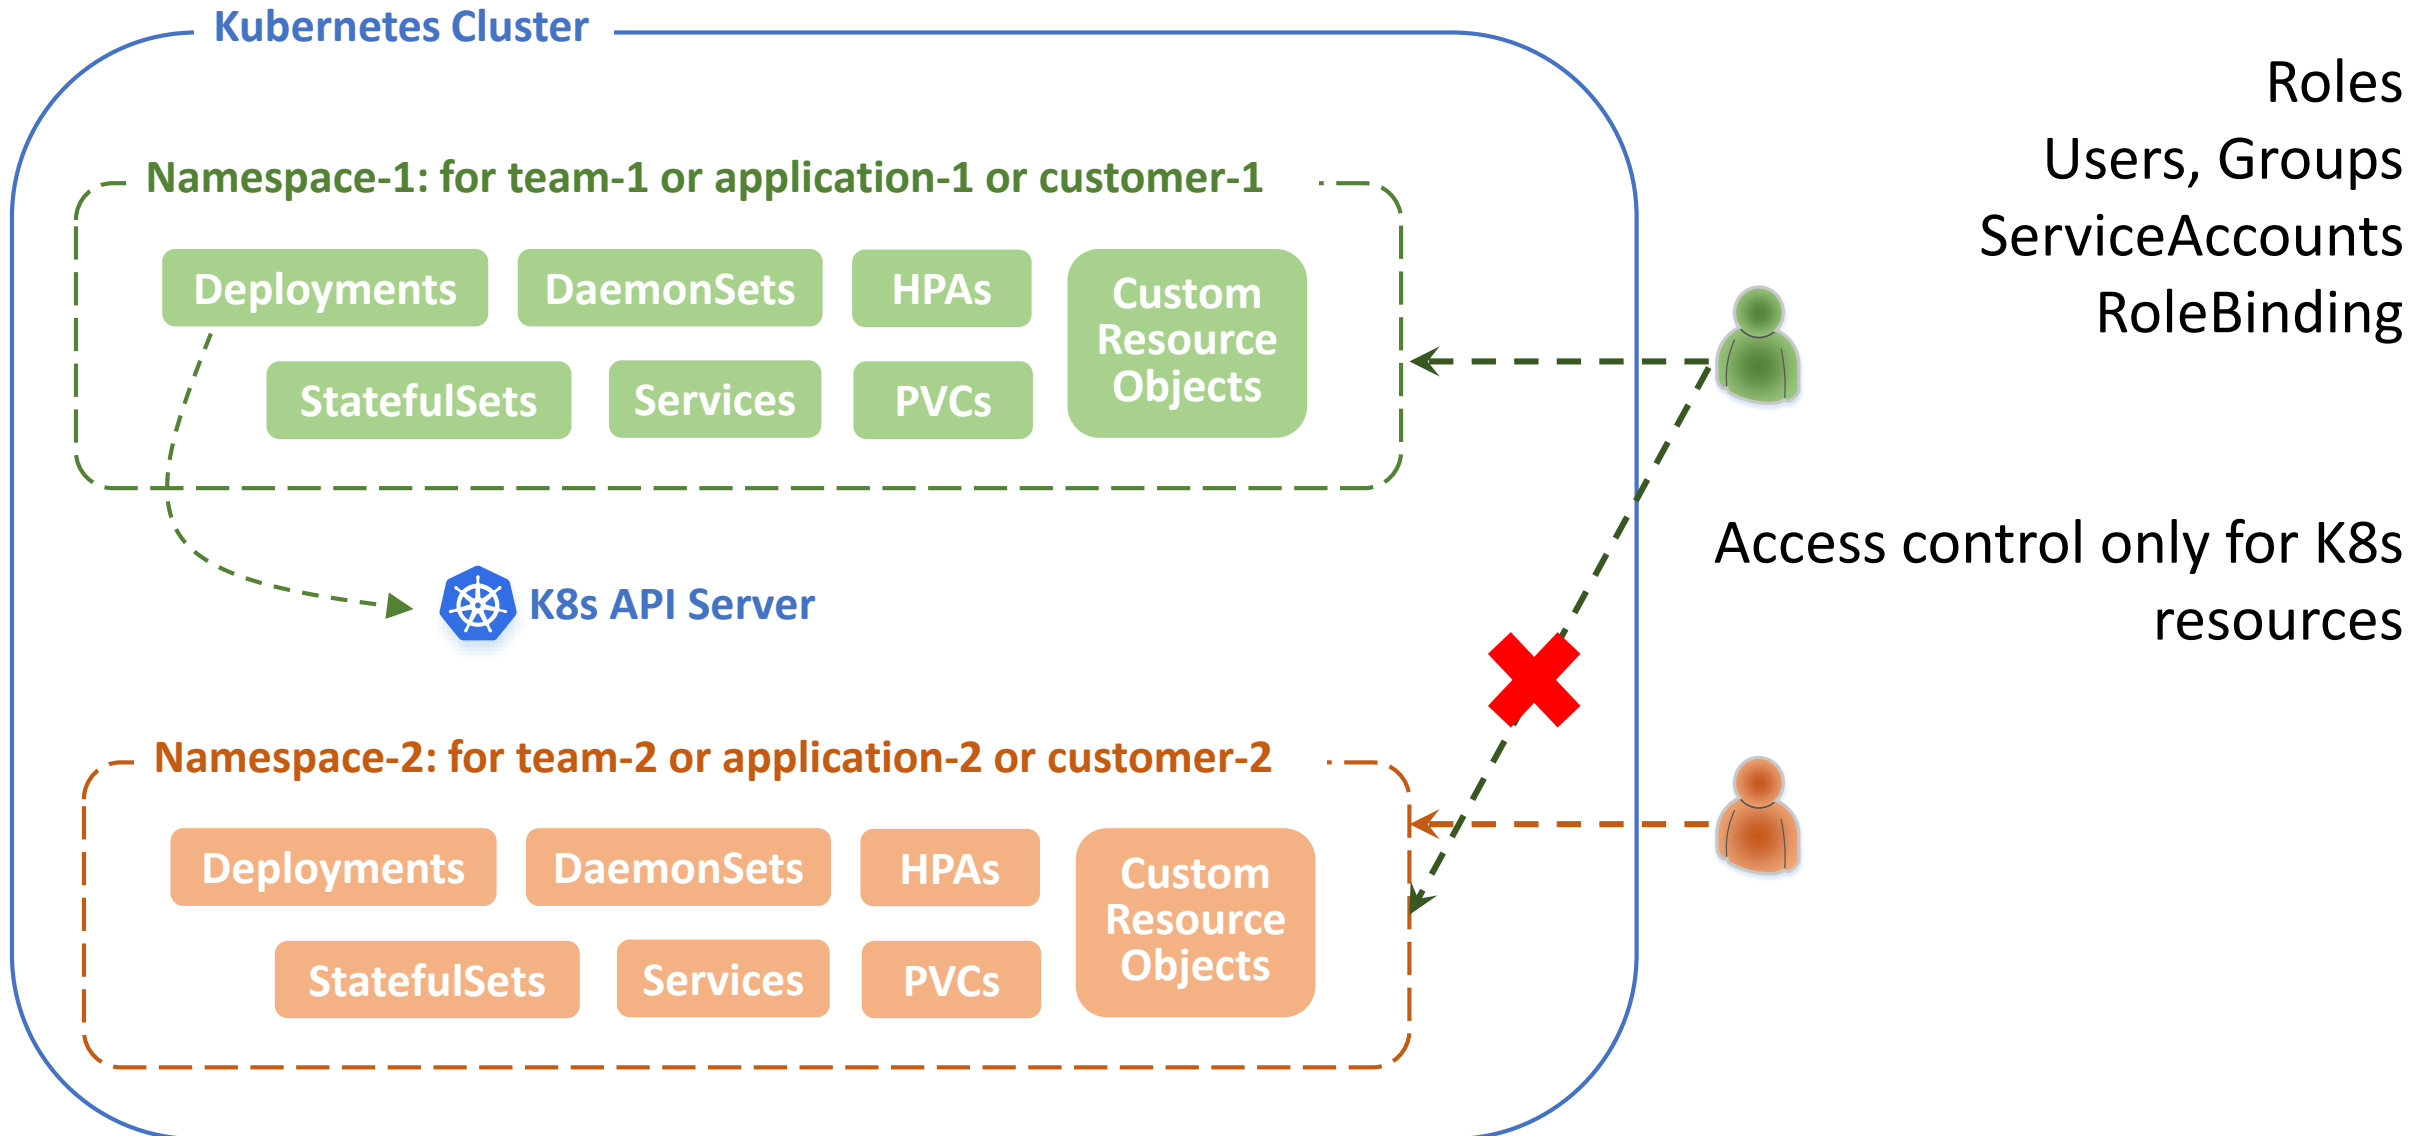 Kubernetes Cluster
Roles
Users, Groups
ServiceAccounts
RoleBinding
Namespace-1: for team-1 or application-1 or customer-1
Deployments
DaemonSets
HPAs
Custom
Resource
Objects
StatefulSets
Services
PVCs
Access control only for K8s
resources
K8s API Server
Namespace-2: for team-2 or application-2 or customer-2
Deployments
DaemonSets
HPAs
Custom
Resource
Objects
StatefulSets
Services
PVCs